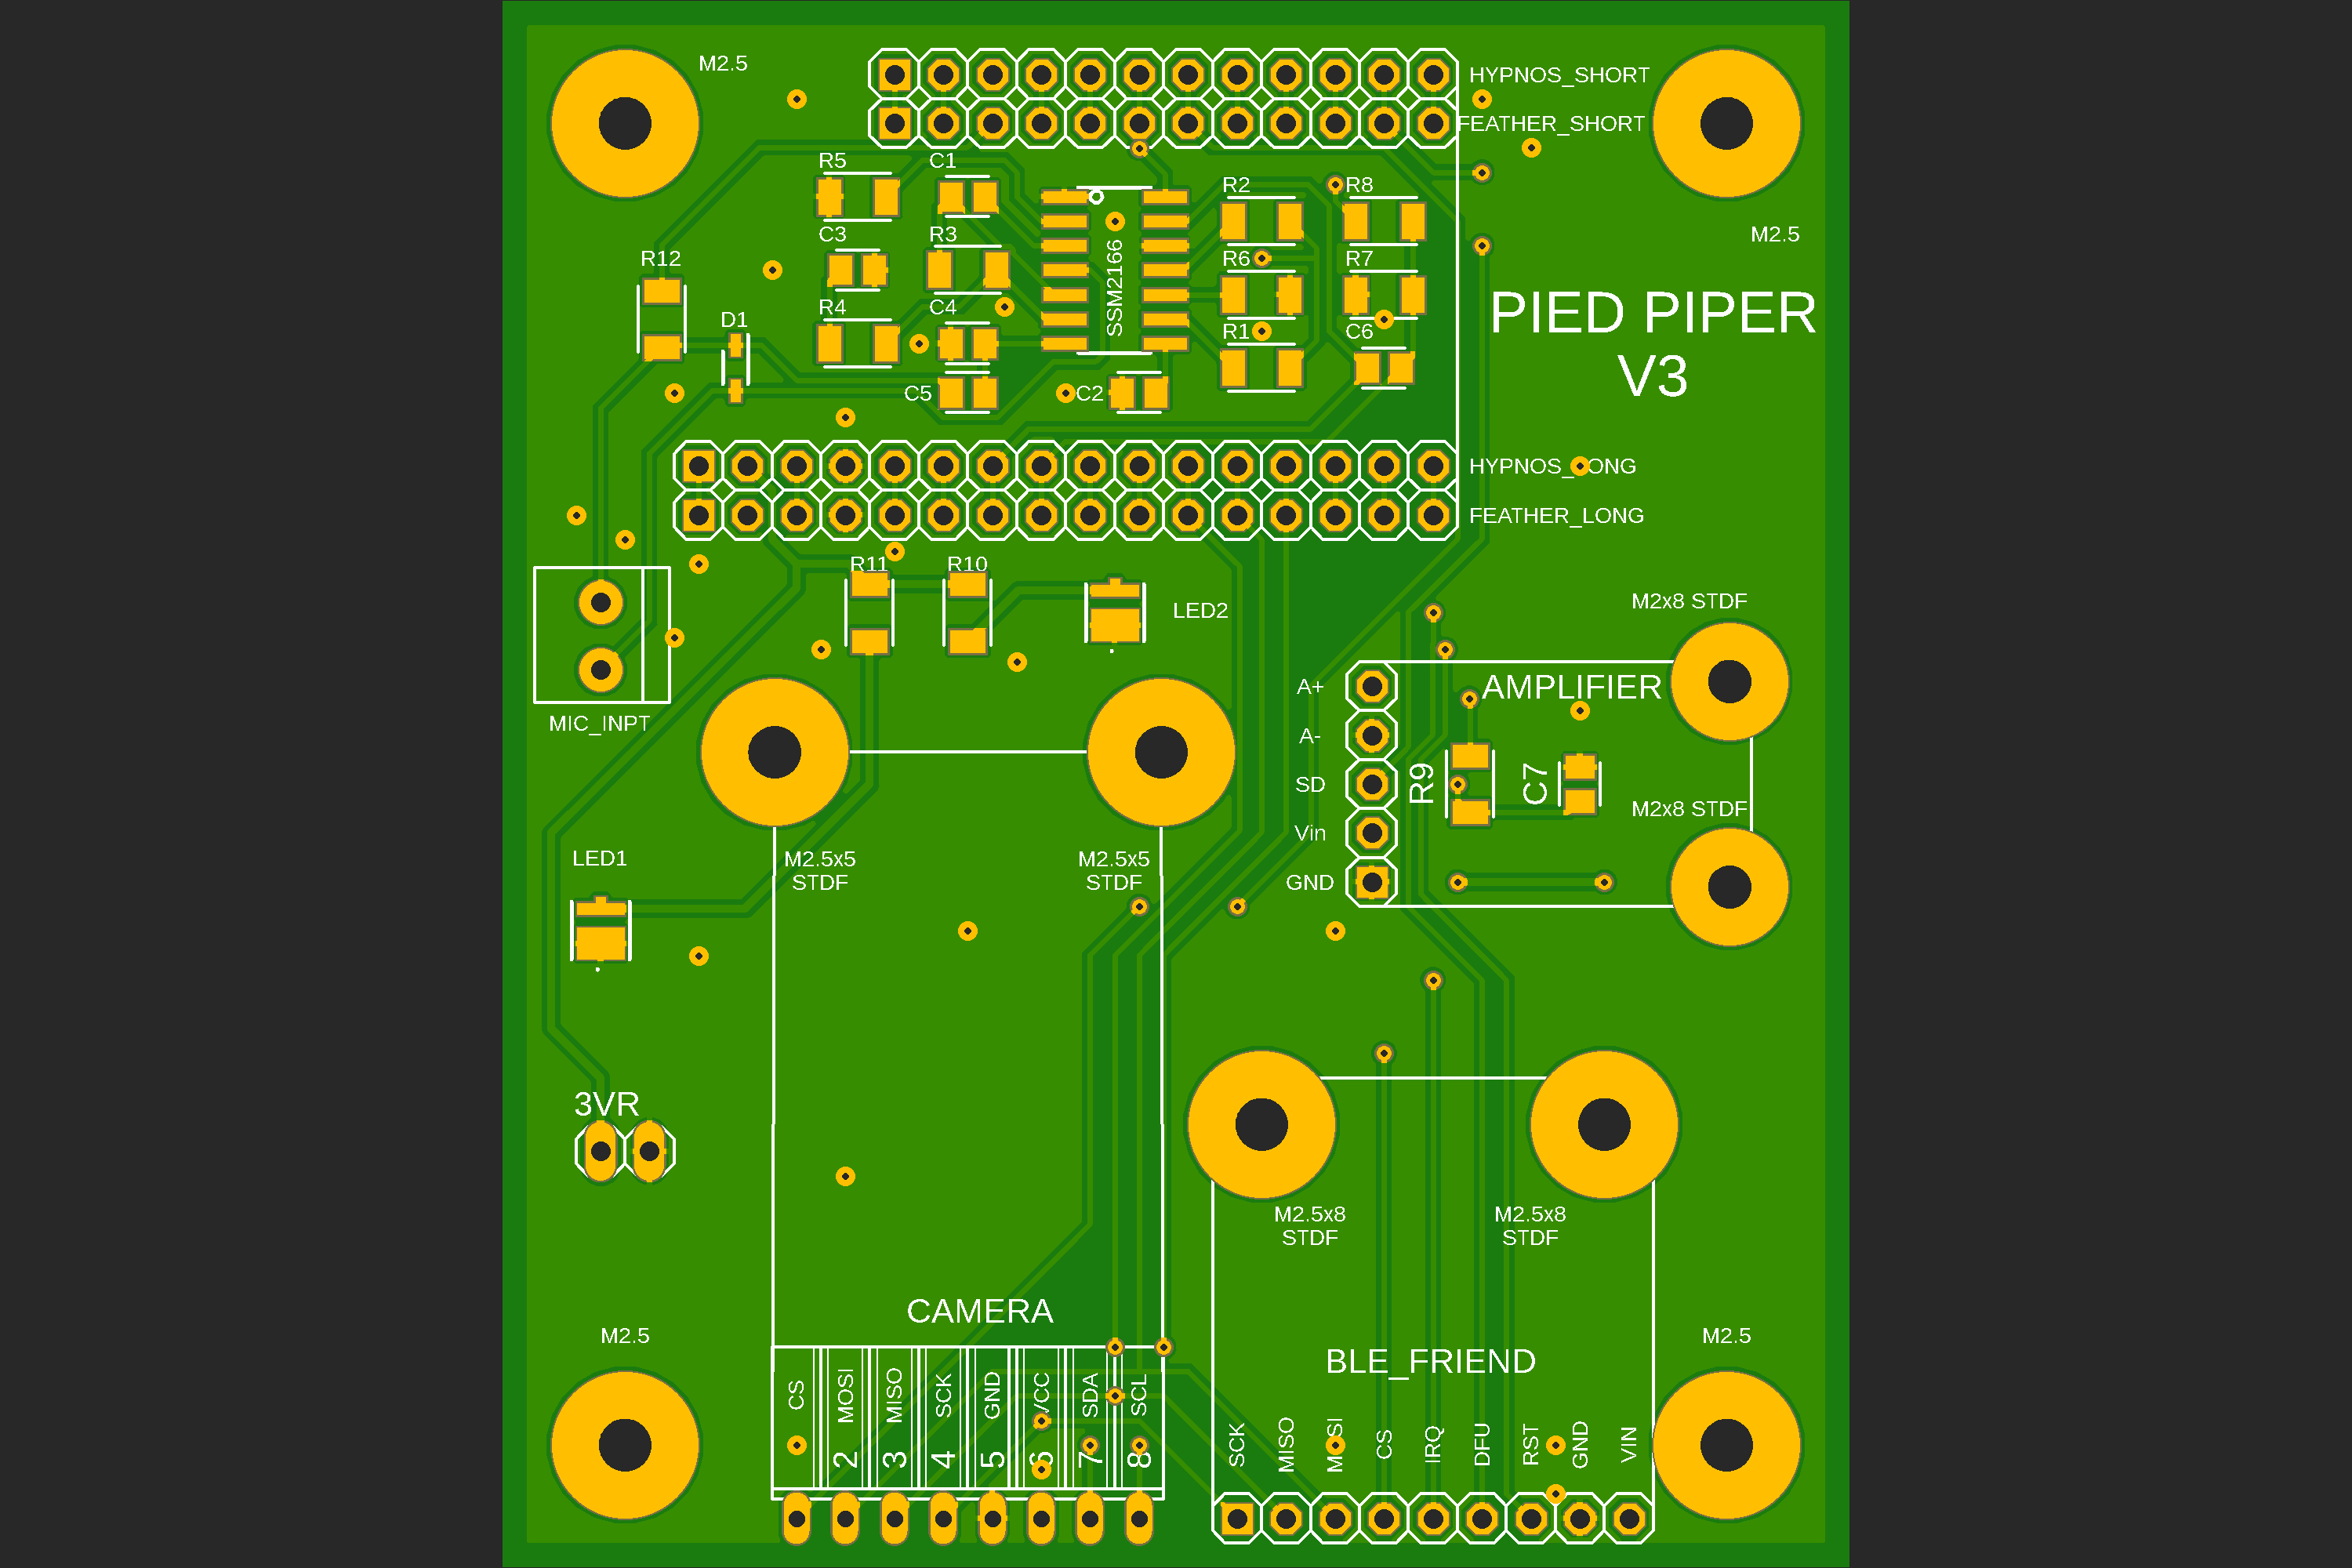 M2.5
HYPNOS_SHORT
FEATHER_SHORT
R5
C1
R2
R8
M2.5
C3
R3
R12
R6
R7
SSM2166
PIED PIPER
V3
R4
C4
D1
R1
C6
C5
C2
HYPNOS_ ONG
FEATHER_LONG
R11
R10
LED2
M2x8 STDF
A+
AMPLIFIER
MIC_INPT
A-
SD
R9
C7
M2x8 STDF
Vin
LED1
M2.5x5
STDF
M2.5x5
STDF
GND
3VR
M2.5x8
STDF
M2.5x8
STDF
CAMERA
M2.5
M2.5
BLE_FRIEND
CS
MOSI
MISO
SCK
GND
VCC
SDA
SCL
2
3
4
5
6
7
8
SCK
MISO
MOSI
CS
IRQ
DFU
RST
GND
VIN